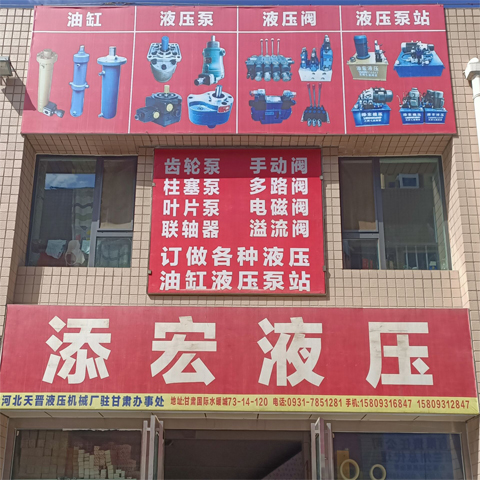 油缸 液压泵 液压阀 液压泵站
齿轮泵 手动阀
柱塞泵 多路阀
叶片泵 电磁阀
联轴器 溢流阀
订做各种液压
油缸液压泵站
添宏液压
河北天晋液压机械厂驻甘肃办事处 地址:甘肃国际水暖城73-14-120 电话:0931-7851281 手机:15809316847 15809312847